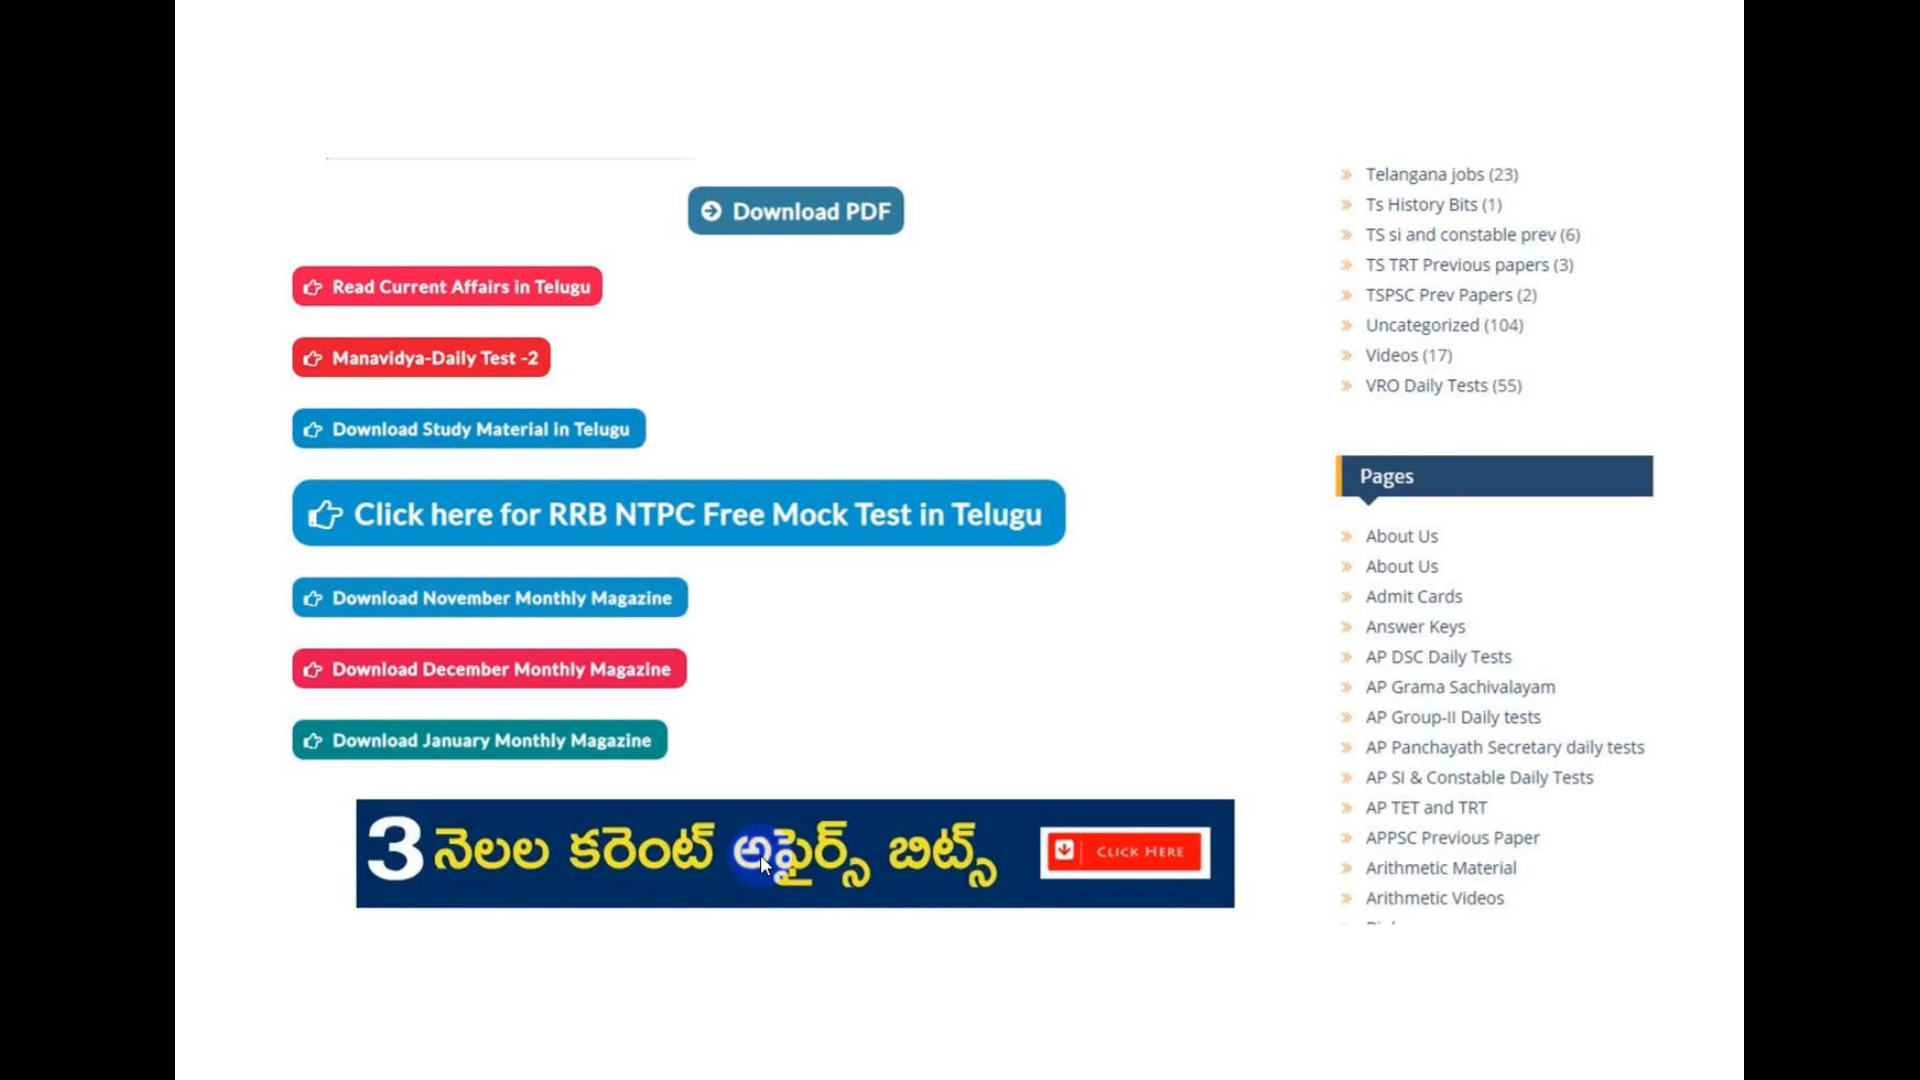 Download PDF
Read Current Affairs in Telugu
Manavidya-Daily Test -2
Download Study Material in Telugu
Click here for RRB NTPC Free Mock Test in Telugu
Download November Monthly Magazine
Download December Monthly Magazine
Download January Monthly Magazine
3 నెలల కరెంట్ అఫైర్స్ బిట్స్
CLICK HERE
Telangana jobs (23)
Ts History Bits (1)
TS si and constable prev (6)
TS TRT Previous papers (3)
TSPSC Prev Papers (2)
Uncategorized (104)
Videos (17)
VRO Daily Tests (55)
Pages
About Us
About Us
Admit Cards
Answer Keys
AP DSC Daily Tests
AP Grama Sachivalayam
AP Group-II Daily tests
AP Panchayath Secretary daily tests
AP SI & Constable Daily Tests
AP TET and TRT
APPSC Previous Paper
Arithmetic Material
Arithmetic Videos